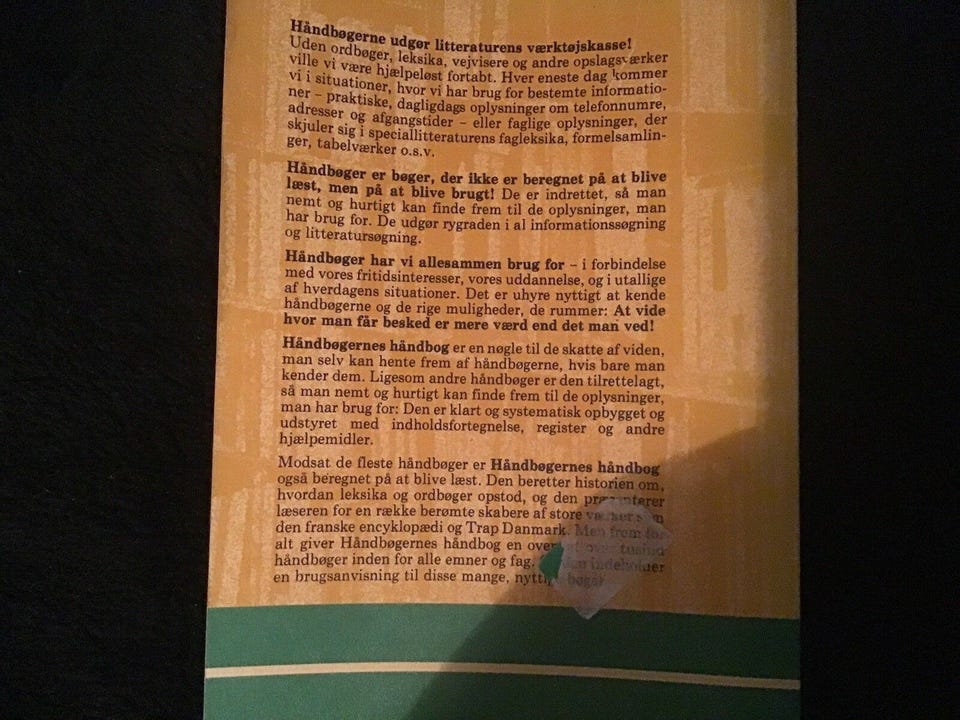 Håndbøgerne udgør litteraturens værktøjskasse!
Uden ordbøger, leksika, vejvisere og andre opslagsværker
ville vi være hjælpeløst fortabt. Hver eneste dag kommer
vi i situationer, hvor vi har brug for bestemte informatio-
ner – praktiske, dagligdags oplysninger om telefonnumre,
adresser og afgangstider – eller faglige oplysninger, der
skjuler sig i speciallitteraturens fagleksika, formelsamlin-
ger, tabelværker o.s.v.
Håndbøger er bøger, der ikke er beregnet på at blive
læst, men på at blive brugt! De er indrettet, så man
nemt og hurtigt kan finde frem til de oplysninger, man
har brug for. De udgør rygraden i al informationssøgning
og litteratursøgning.
Håndbøger har vi allesammen brug for – i forbindelse
med vores fritidsinteresser, vores uddannelse, og i utallige
af hverdagens situationer. Det er uhyre nyttigt at kende
håndbøgerne og de rige muligheder, de rummer: At vide
hvor man får besked er mere værd end det man ved!
Håndbøgernes håndbog er en nøgle til de skatte af viden,
man selv kan hente frem af håndbøgerne, hvis bare man
kender dem. Ligesom andre håndbøger er den tilrettelagt,
så man nemt og hurtigt kan finde frem til de oplysninger,
man har brug for: Den er klart og systematisk opbygget og
udstyret med indholdsfortegnelse, register og andre
hjælpemidler.
Modsat de fleste håndbøger er Håndbøgernes håndbog
også beregnet på at blive læst. Den beretter historien om,
hvordan leksika og ordbøger opstod, og den præsenterer
læseren for en række berømte skabere af store værker som
den franske encyklopædi og Trap Danmark. Men frem for
alt giver Håndbøgernes håndbog en over tusind
håndbøger inden for alle emner og fag. indeholder
en brugsanvisning til disse mange, nyttige bøger